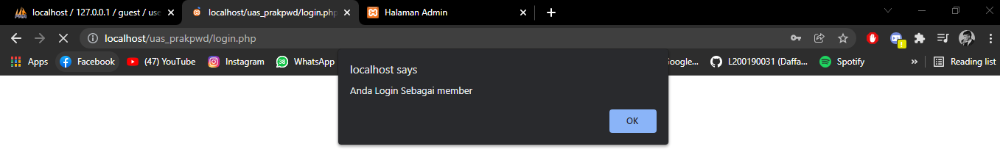 localhost / 127.0.0.1 / guest / use
localhost/uas_prakpwd/login.php
Halaman Admin
localhost/uas_prakpwd/login.php
Apps
Facebook
(47) YouTube
Instagram
38
WhatsApp
oogle...
L200190031 (Daffa...
Spotify
»
Reading list
localhost says
Anda Login Sebagai member
OK